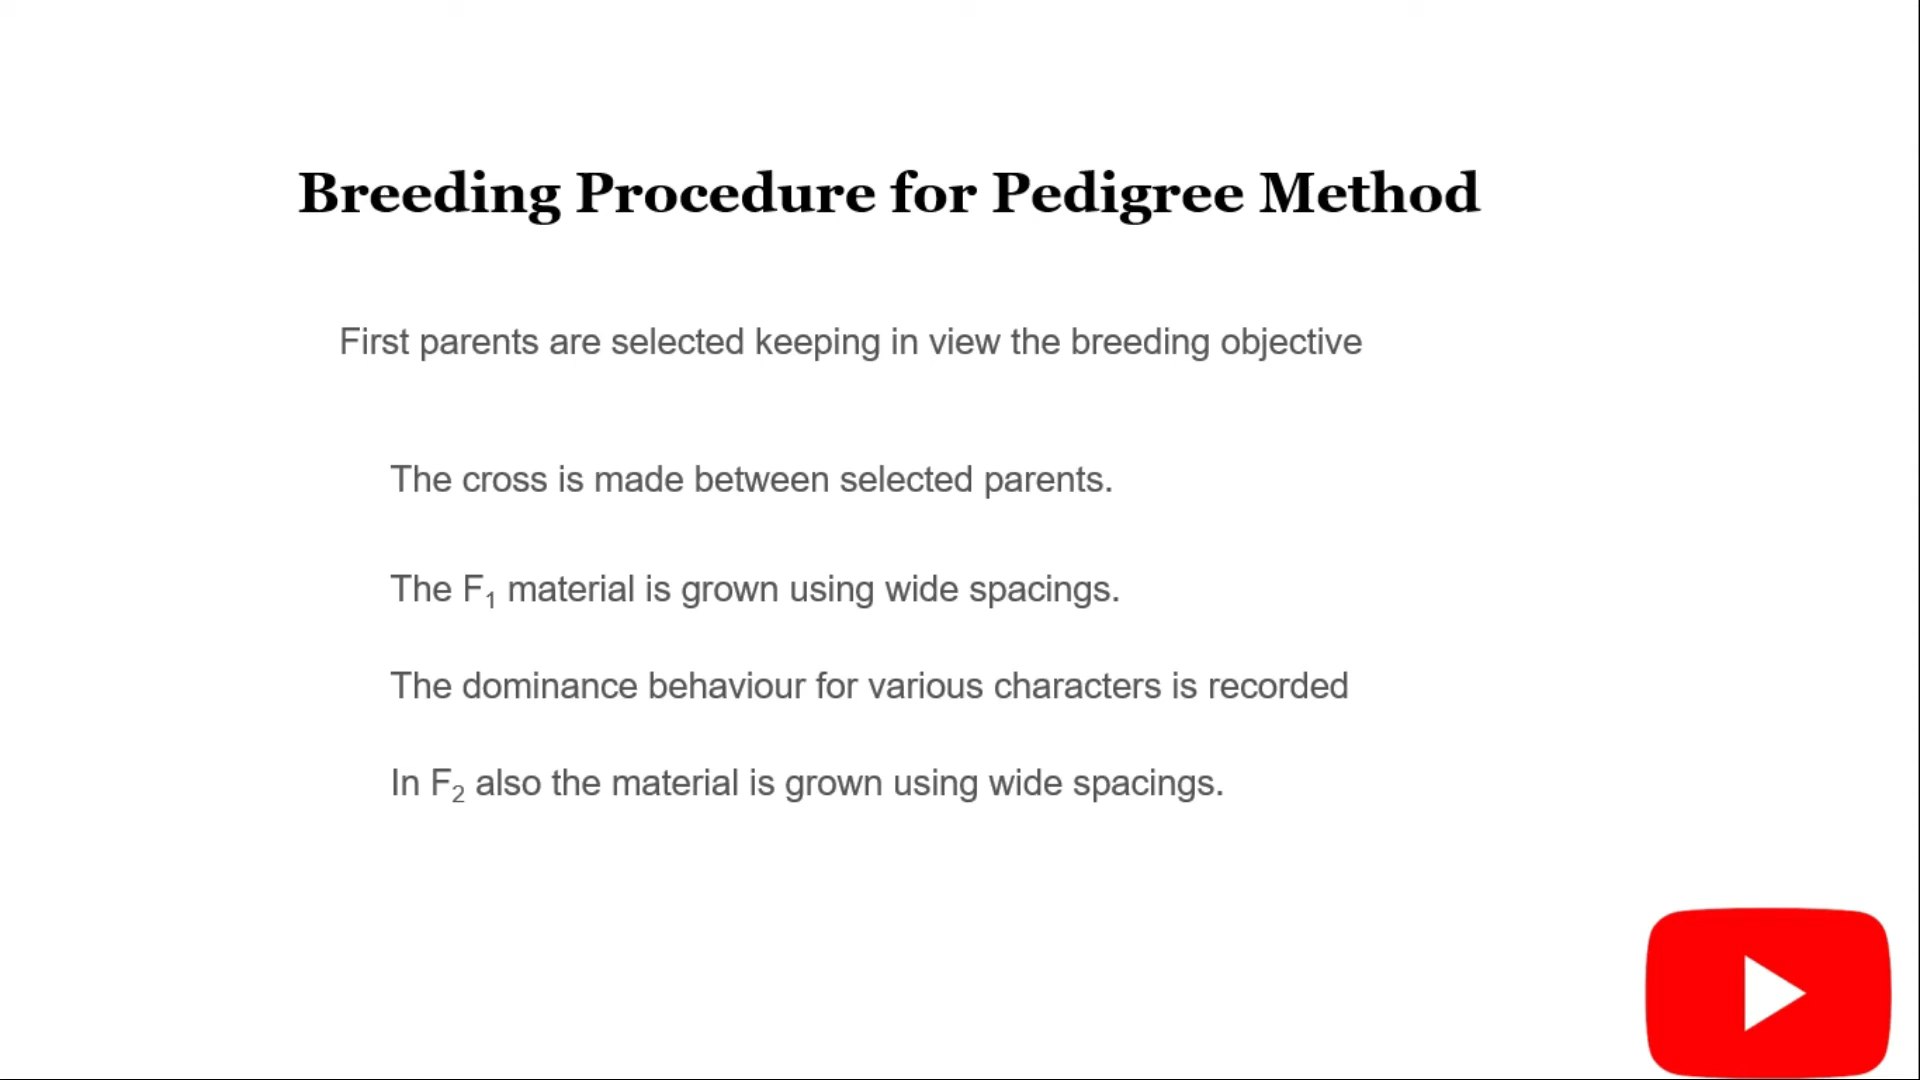 Breeding Procedure for Pedigree Method
First parents are selected keeping in view the breeding objective
The cross is made between selected parents.
The F₁ material is grown using wide spacings.
The dominance behaviour for various characters is recorded
In F₂ also the material is grown using wide spacings.